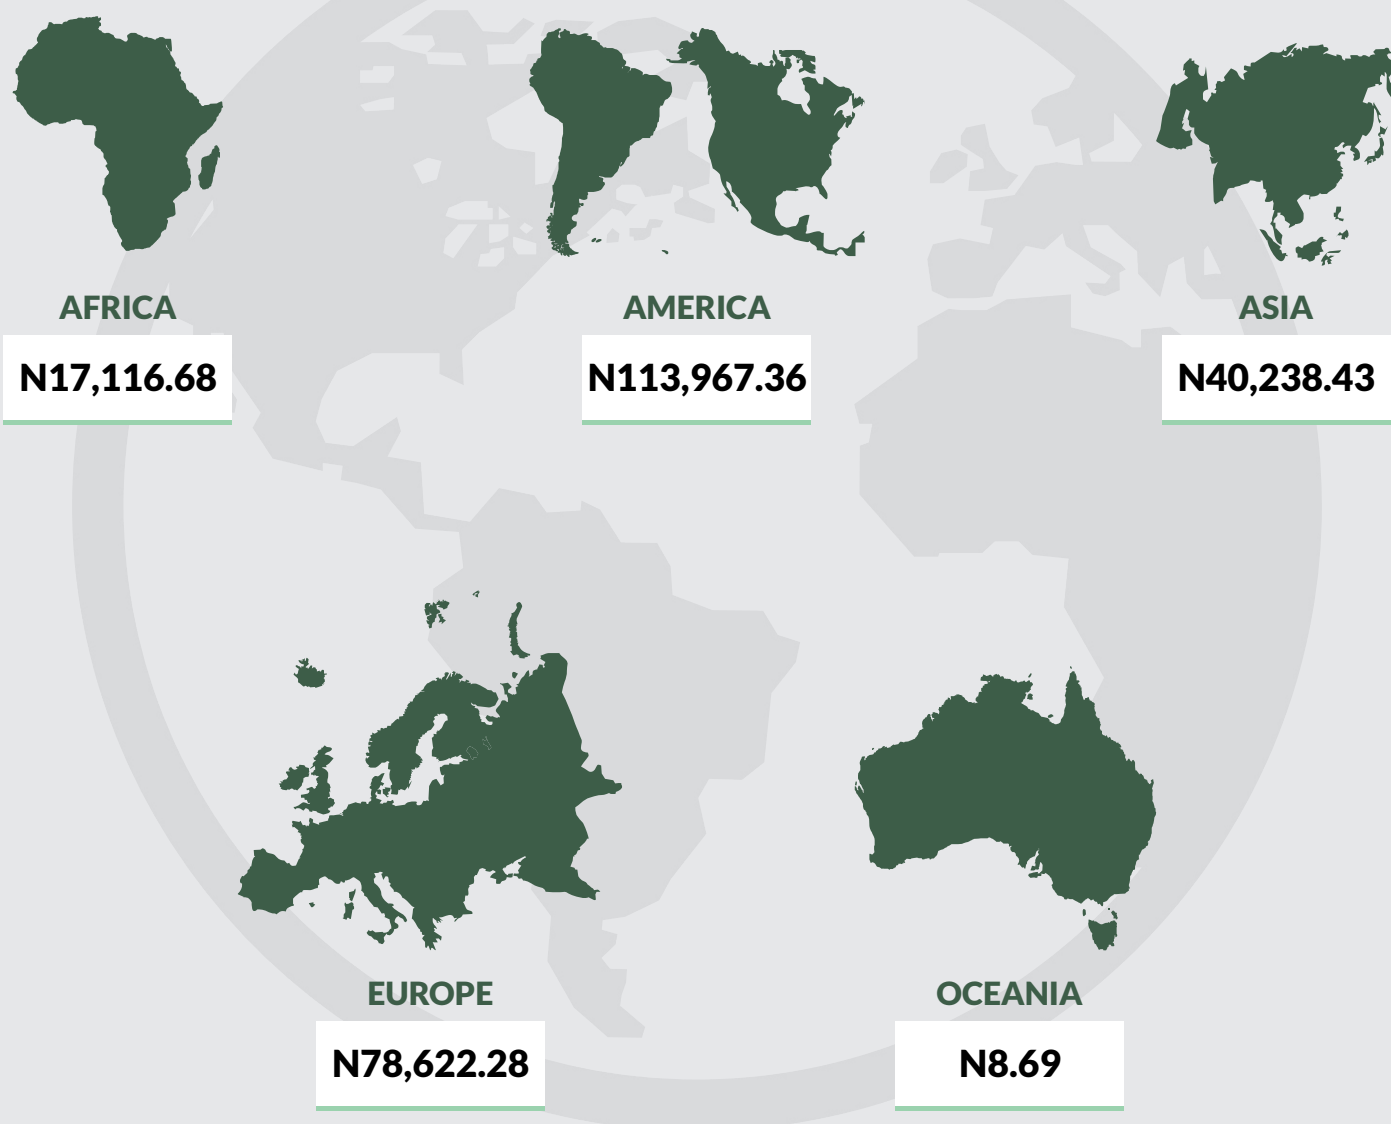 AFRICA
N17,116.68
AMERICA
N113,967.36
ASIA
N40,238.43
EUROPE
N78,622.28
OCEANIA
N8.69